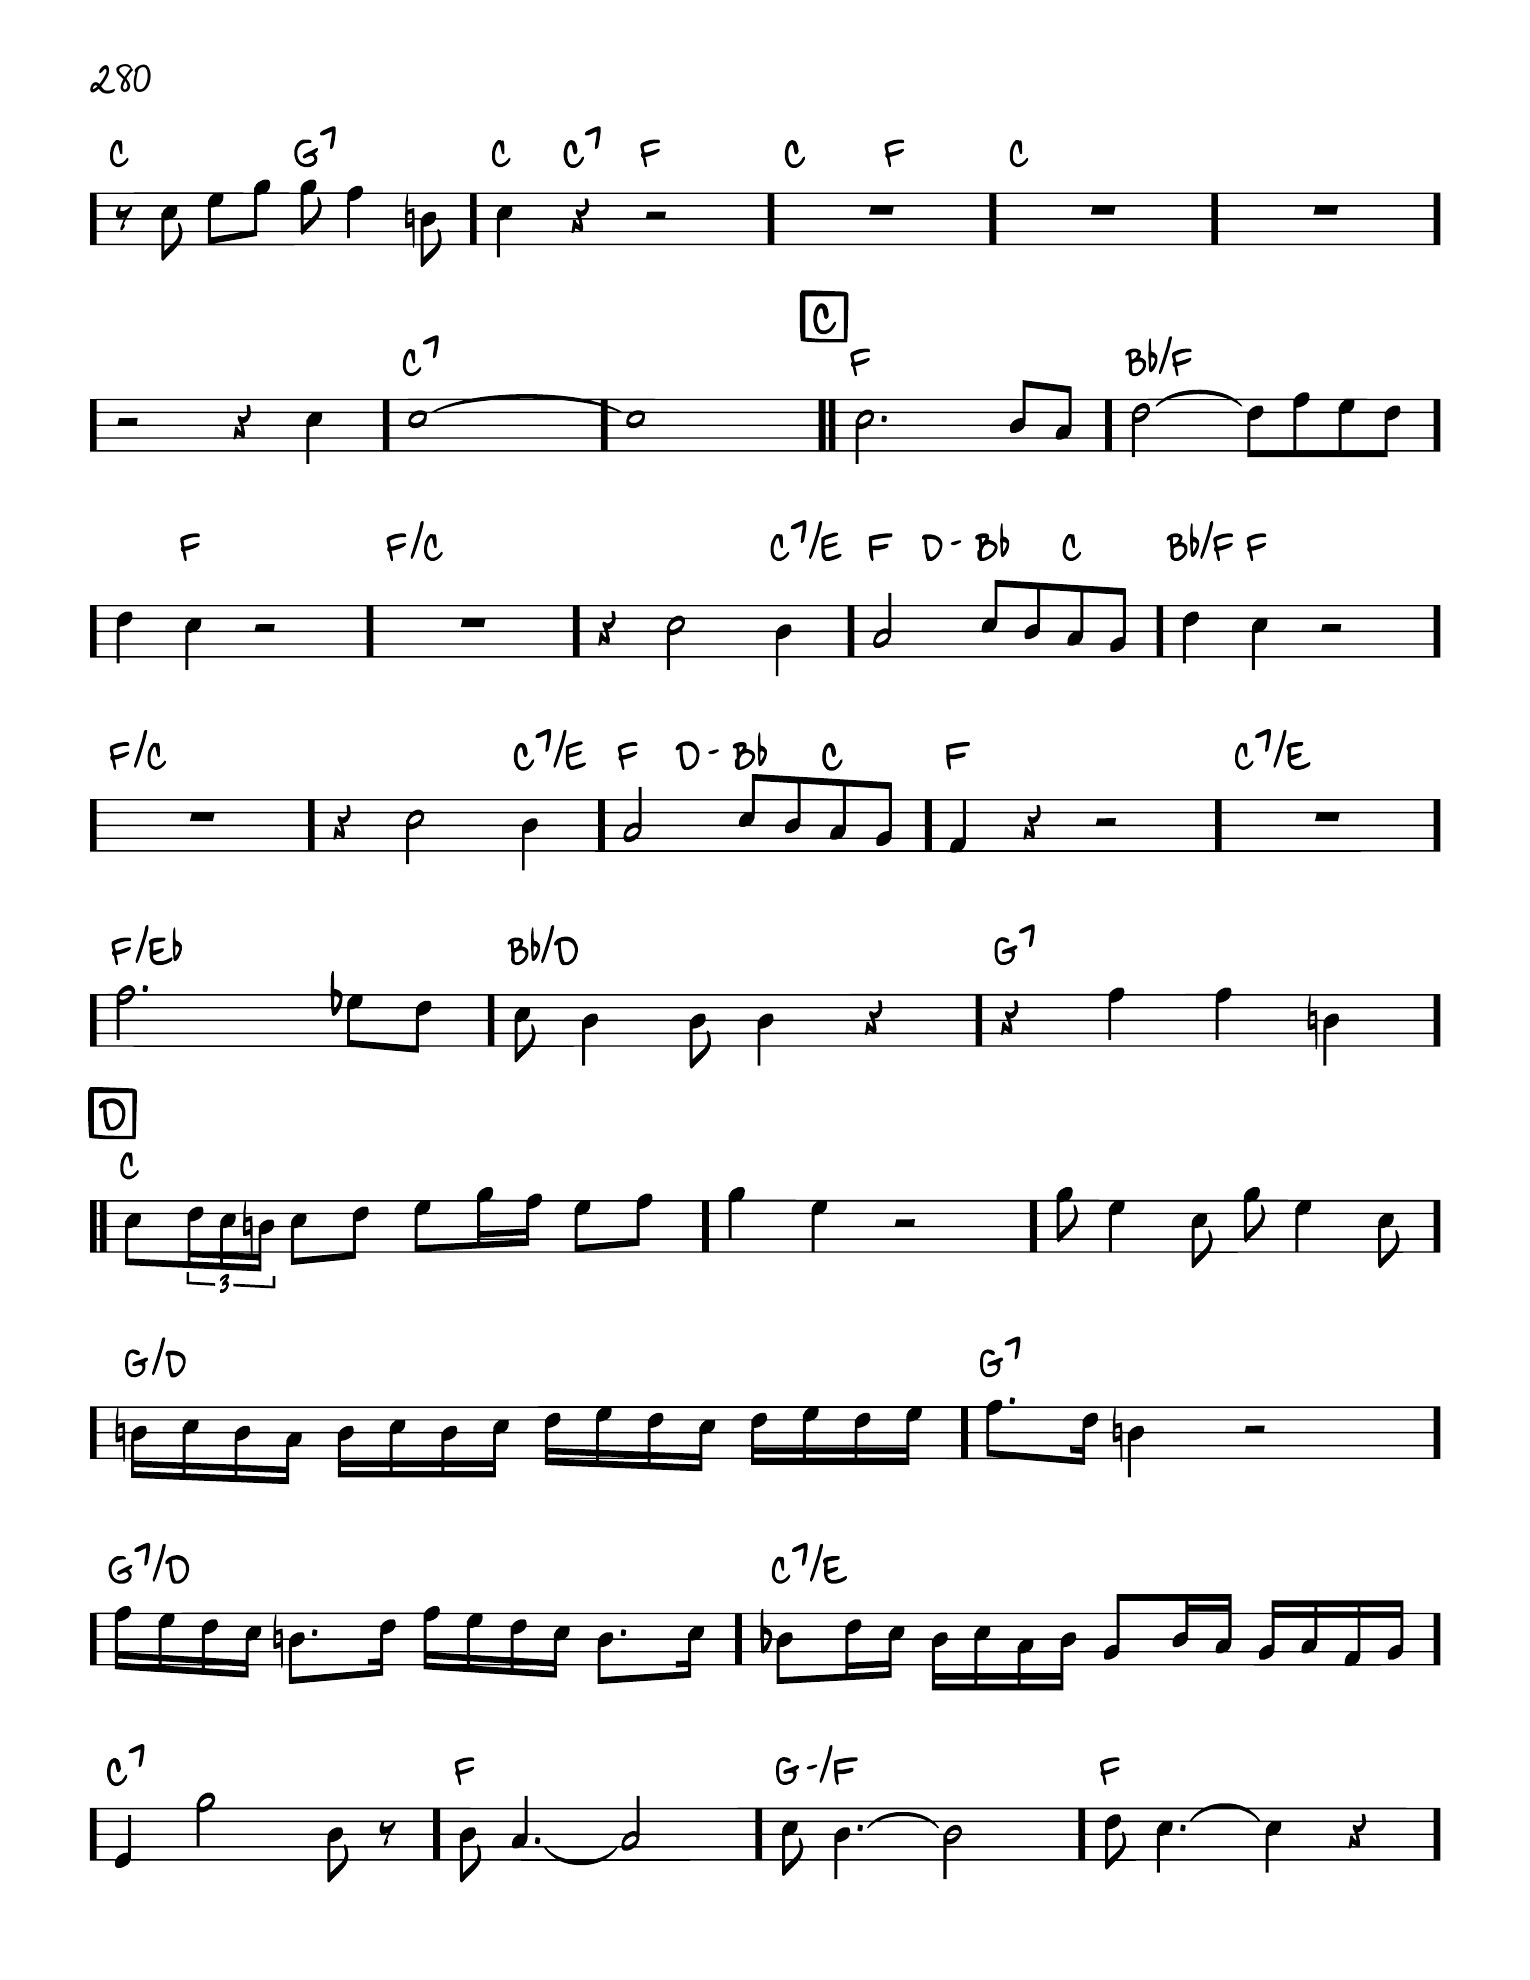 280
C G7 C C7 F C F C
C
C7 F Bb/F
F F/C C7/E F D- Bb C Bb/F F
F/C C7/E F D- Bb C F C7/E
F/Eb Bb/D G7
D
C
3
G/D G7
G7/D C7/E
C7 F G-/F F